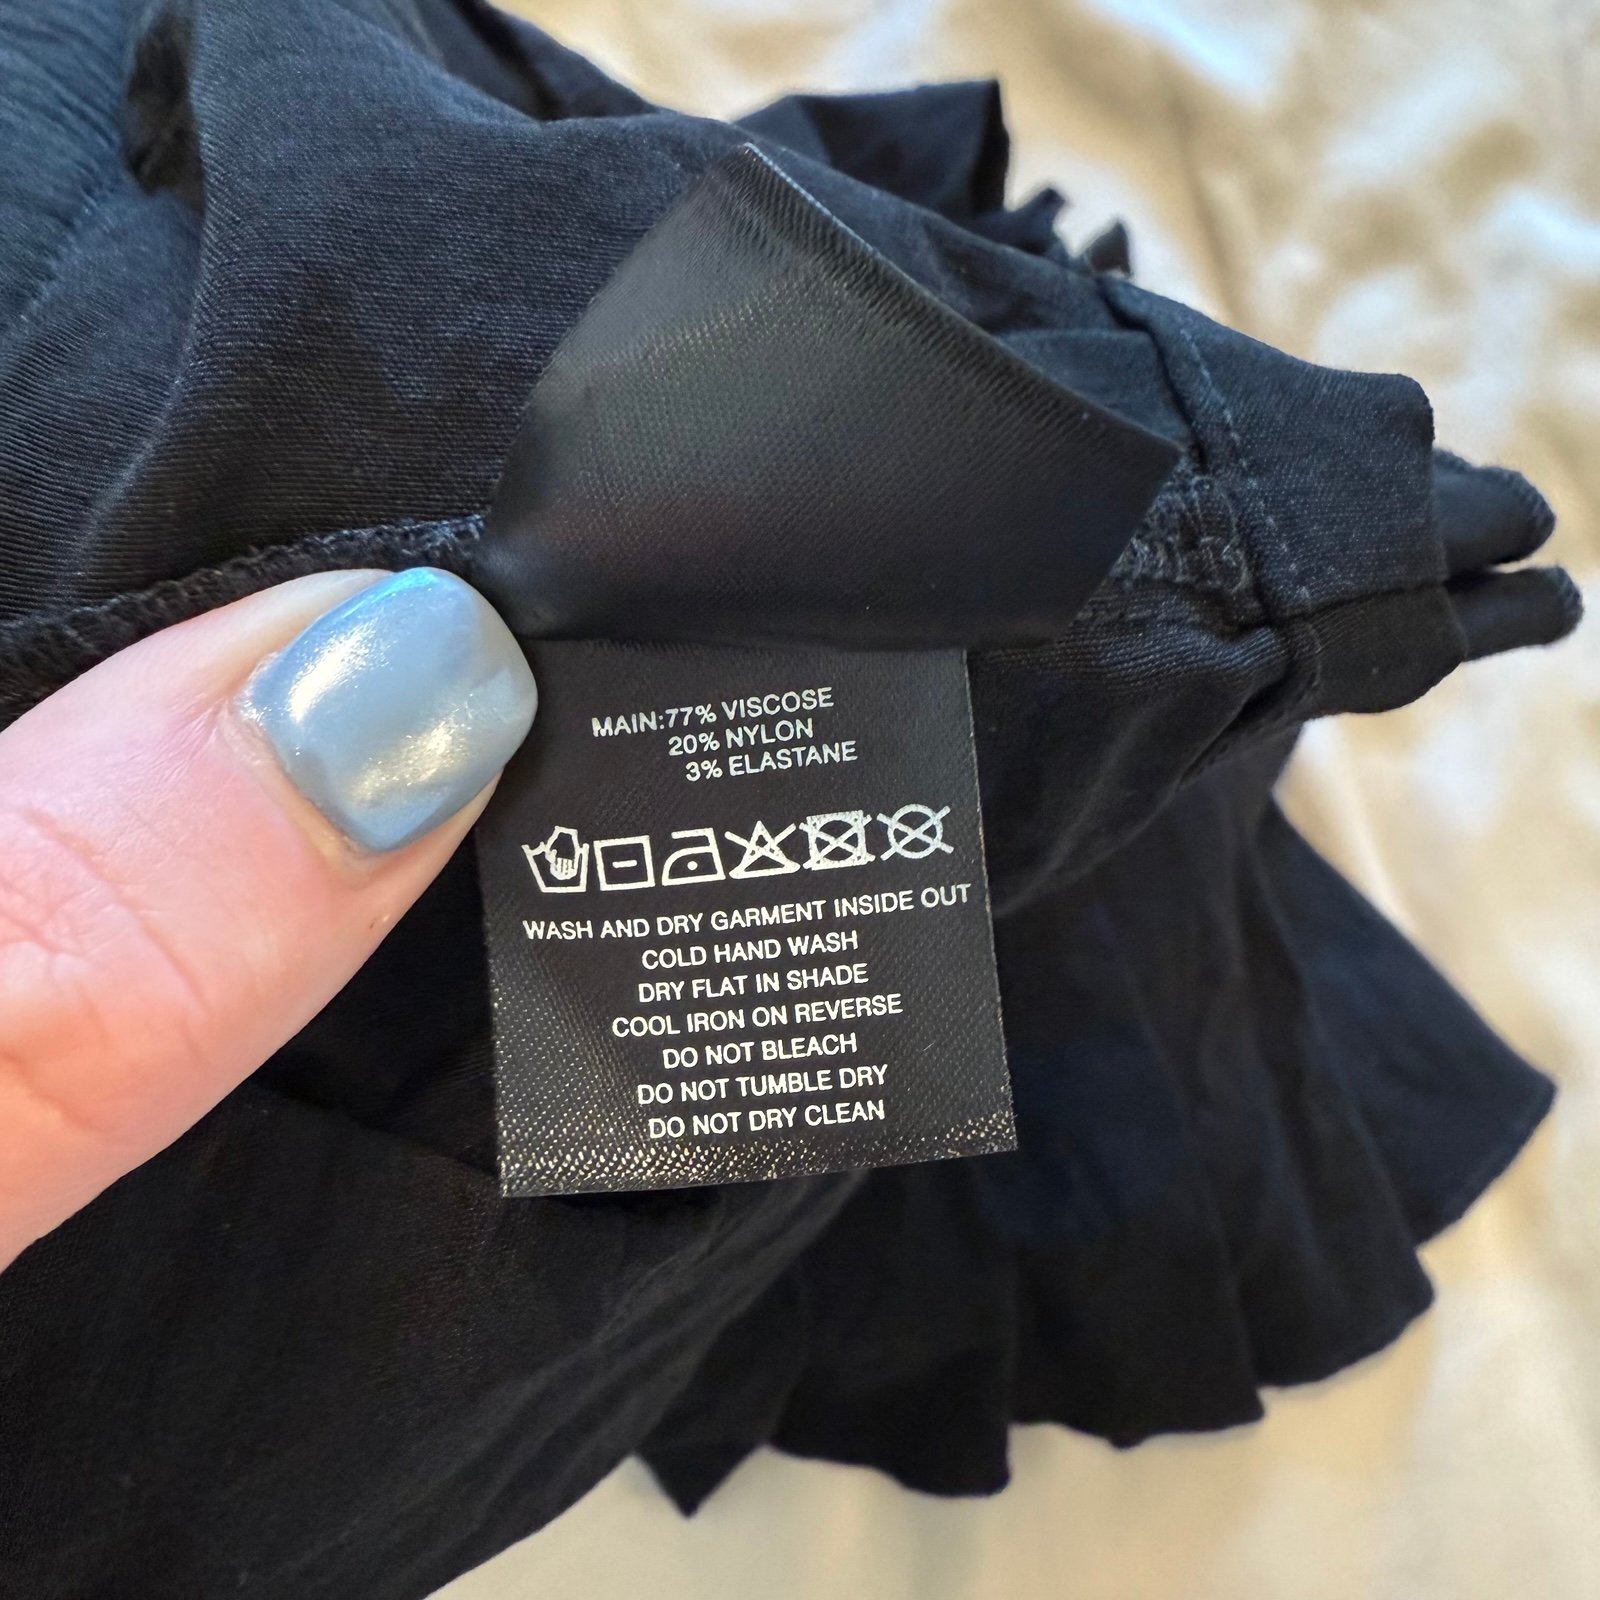 MAIN:77% VISCOSE
20% NYLON
3% ELASTANE
WASH AND DRY GARMENT INSIDE OUT
COLD HAND WASH
DRY FLAT IN SHADE
COOL IRON ON REVERSE
DO NOT BLEACH
DO NOT TUMBLE DRY
DO NOT DRY CLEAN